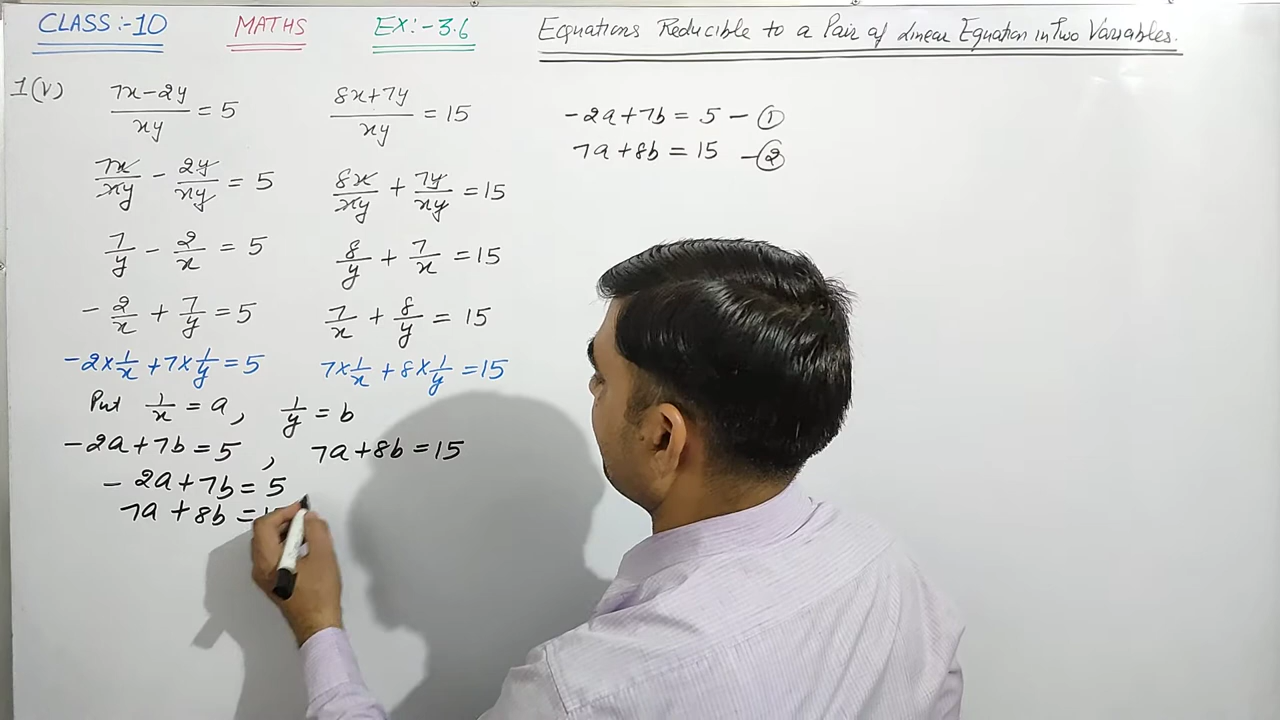 CLASS:-10 MATHS EX:-3.6 Equations Reducible to a Pair of Linear Equation in Two Variables.
1(v) 7x-2y/xy = 5 8x+7y/xy = 15
7x/xy - 2y/xy = 5 8x/xy + 7y/xy = 15
7/y - 2/x = 5 8/y + 7/x = 15
- 2/x + 7/y = 5 7/x + 8/y = 15
-2×1/x + 7×1/y = 5 7×1/x + 8×1/y = 15
Put 1/x = a, 1/y = b
-2a+7b = 5 , 7a+8b = 15
- 2a+7b = 5
7a + 8b =
-2a+7b = 5 - ①
7a+8b = 15 - ②